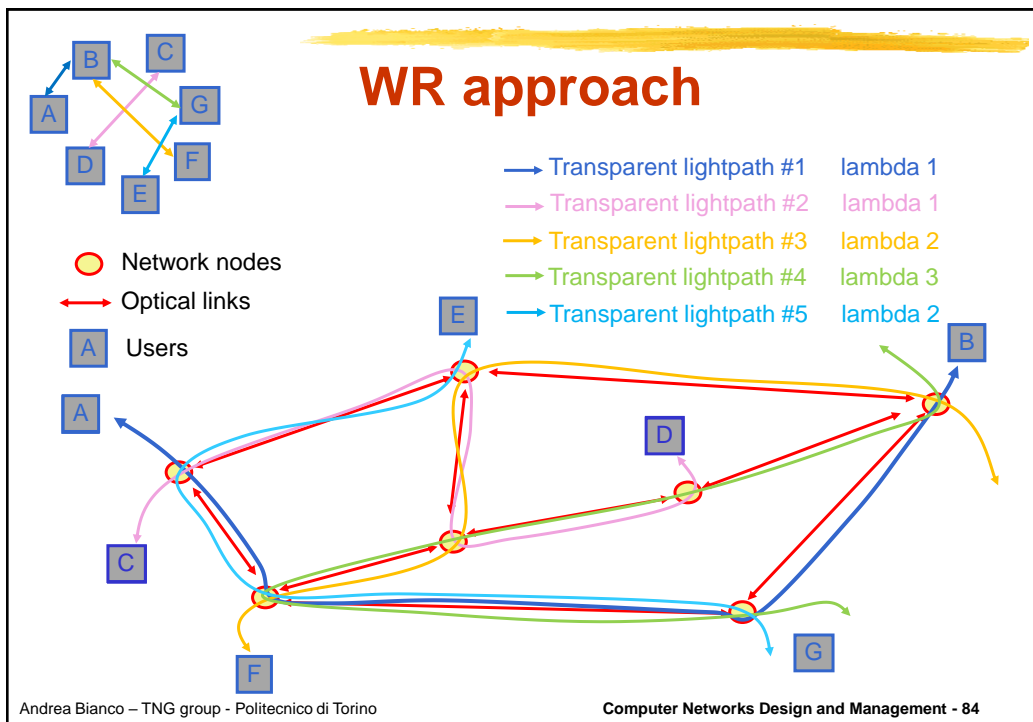 C
B
A
G
D
F
E
WR approach
Transparent lightpath #1 lambda 1
Transparent lightpath #2 lambda 1
Transparent lightpath #3 lambda 2
Transparent lightpath #4 lambda 3
Transparent lightpath #5 lambda 2
Network nodes
Optical links
A Users
E
B
A
D
C
F
G
Andrea Bianco – TNG group - Politecnico di Torino
Computer Networks Design and Management - 84